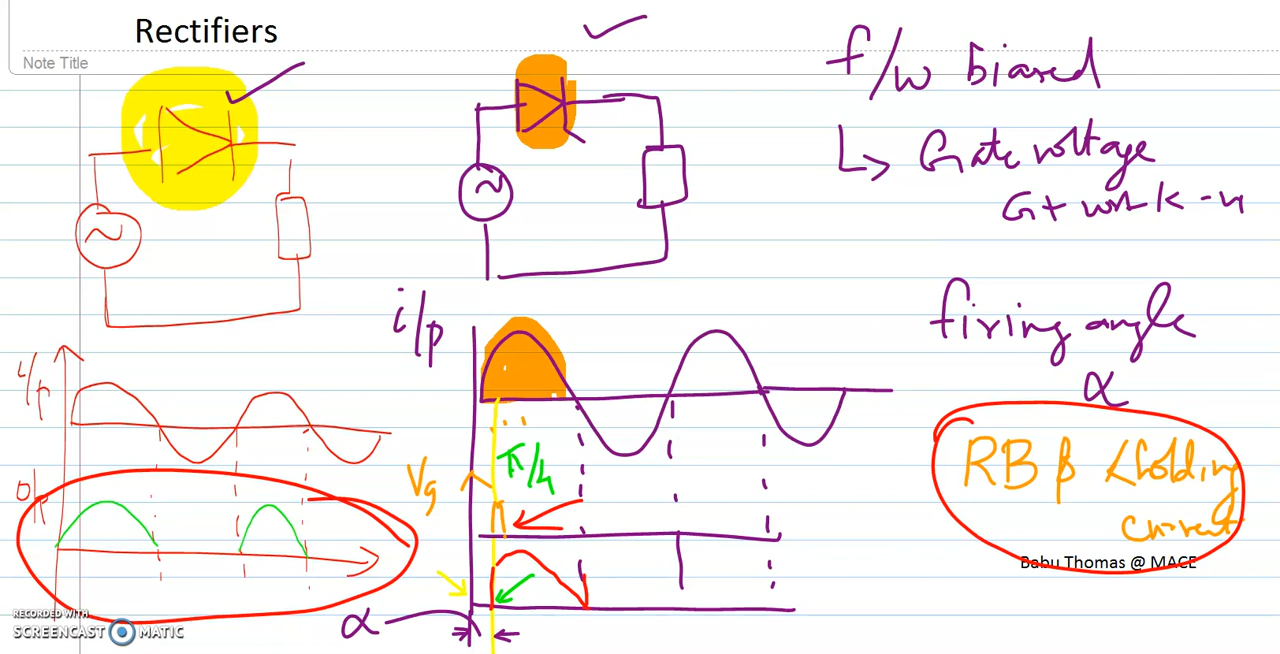 Rectifiers
Note Title
f/w biased
↳ Gate voltage
G + wrt K -ve
i/p
firing angle
α
i/p
RB β <holding
current
π/4
Vg
o/p
Babu Thomas @ MACE
α
RECORDED WITH
SCREENCAST MATIC